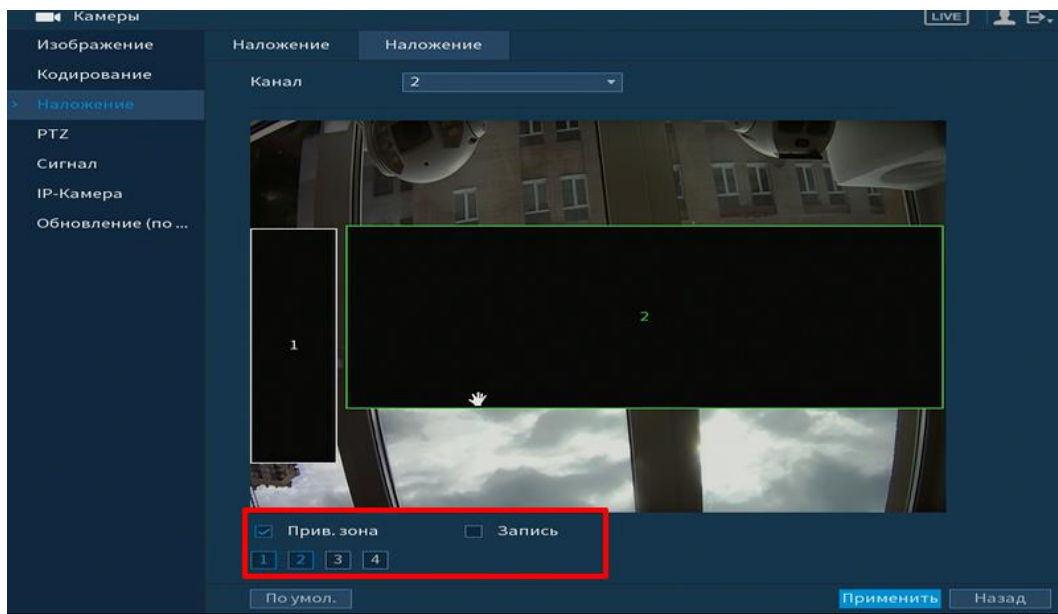 Камеры LIVE
Изображение
Кодирование
Наложение
PTZ
Сигнал
IP-Камера
Обновление (по ...
Наложение Наложение
Канал 2
1
2
Прив. зона Запись
1 2 3 4
По умол. Применить Назад